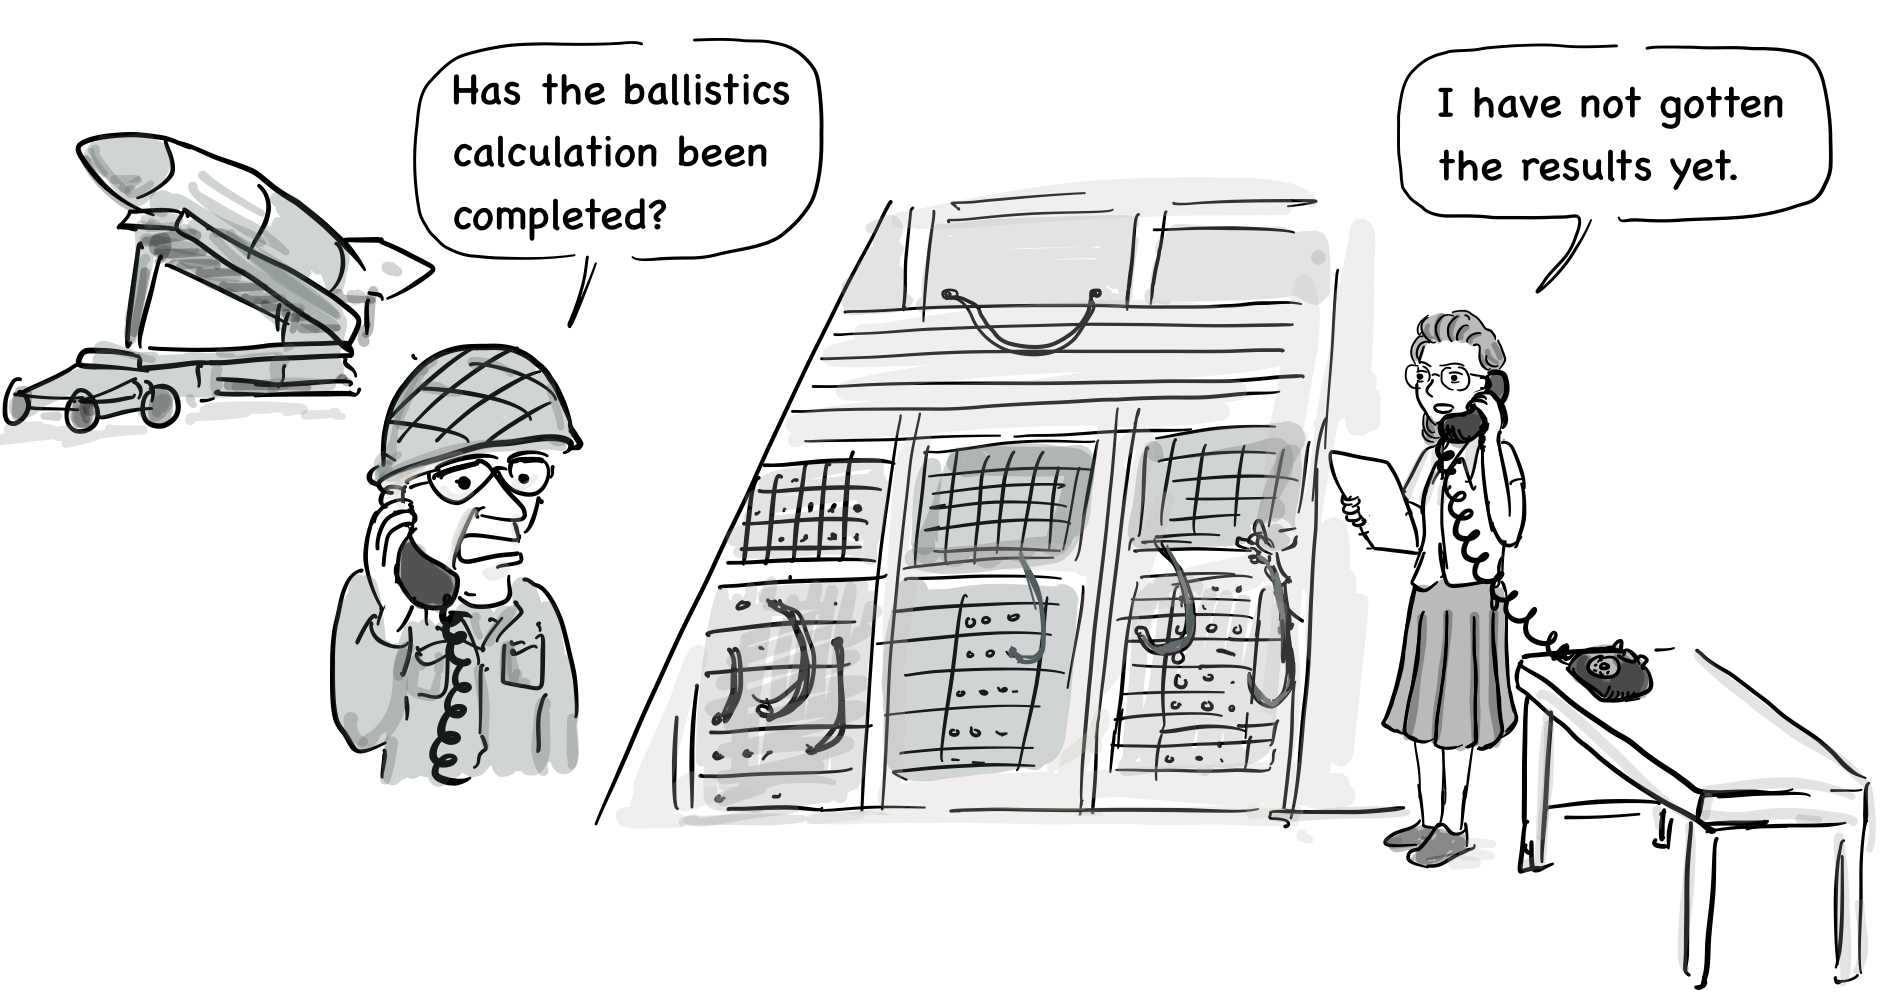 Has the ballistics
calculation been
completed?
I have not gotten
the results yet.